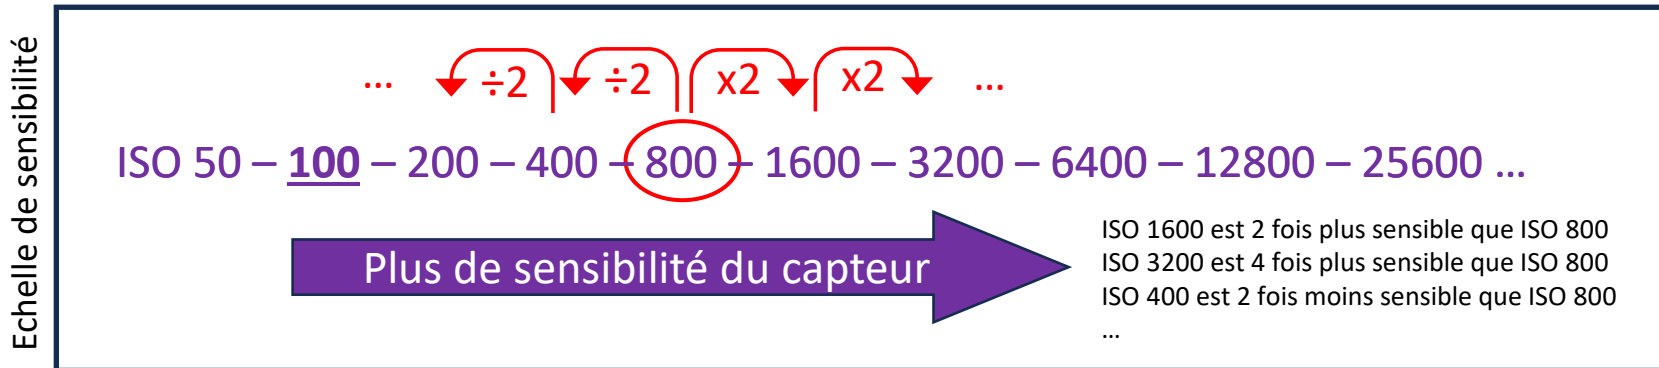 Echelle de sensibilité
... ÷2 ÷2 x2 x2 ...
ISO 50 – 100 – 200 – 400 – 800 – 1600 – 3200 – 6400 – 12800 – 25600 ...
Plus de sensibilité du capteur
ISO 1600 est 2 fois plus sensible que ISO 800
ISO 3200 est 4 fois plus sensible que ISO 800
ISO 400 est 2 fois moins sensible que ISO 800
...